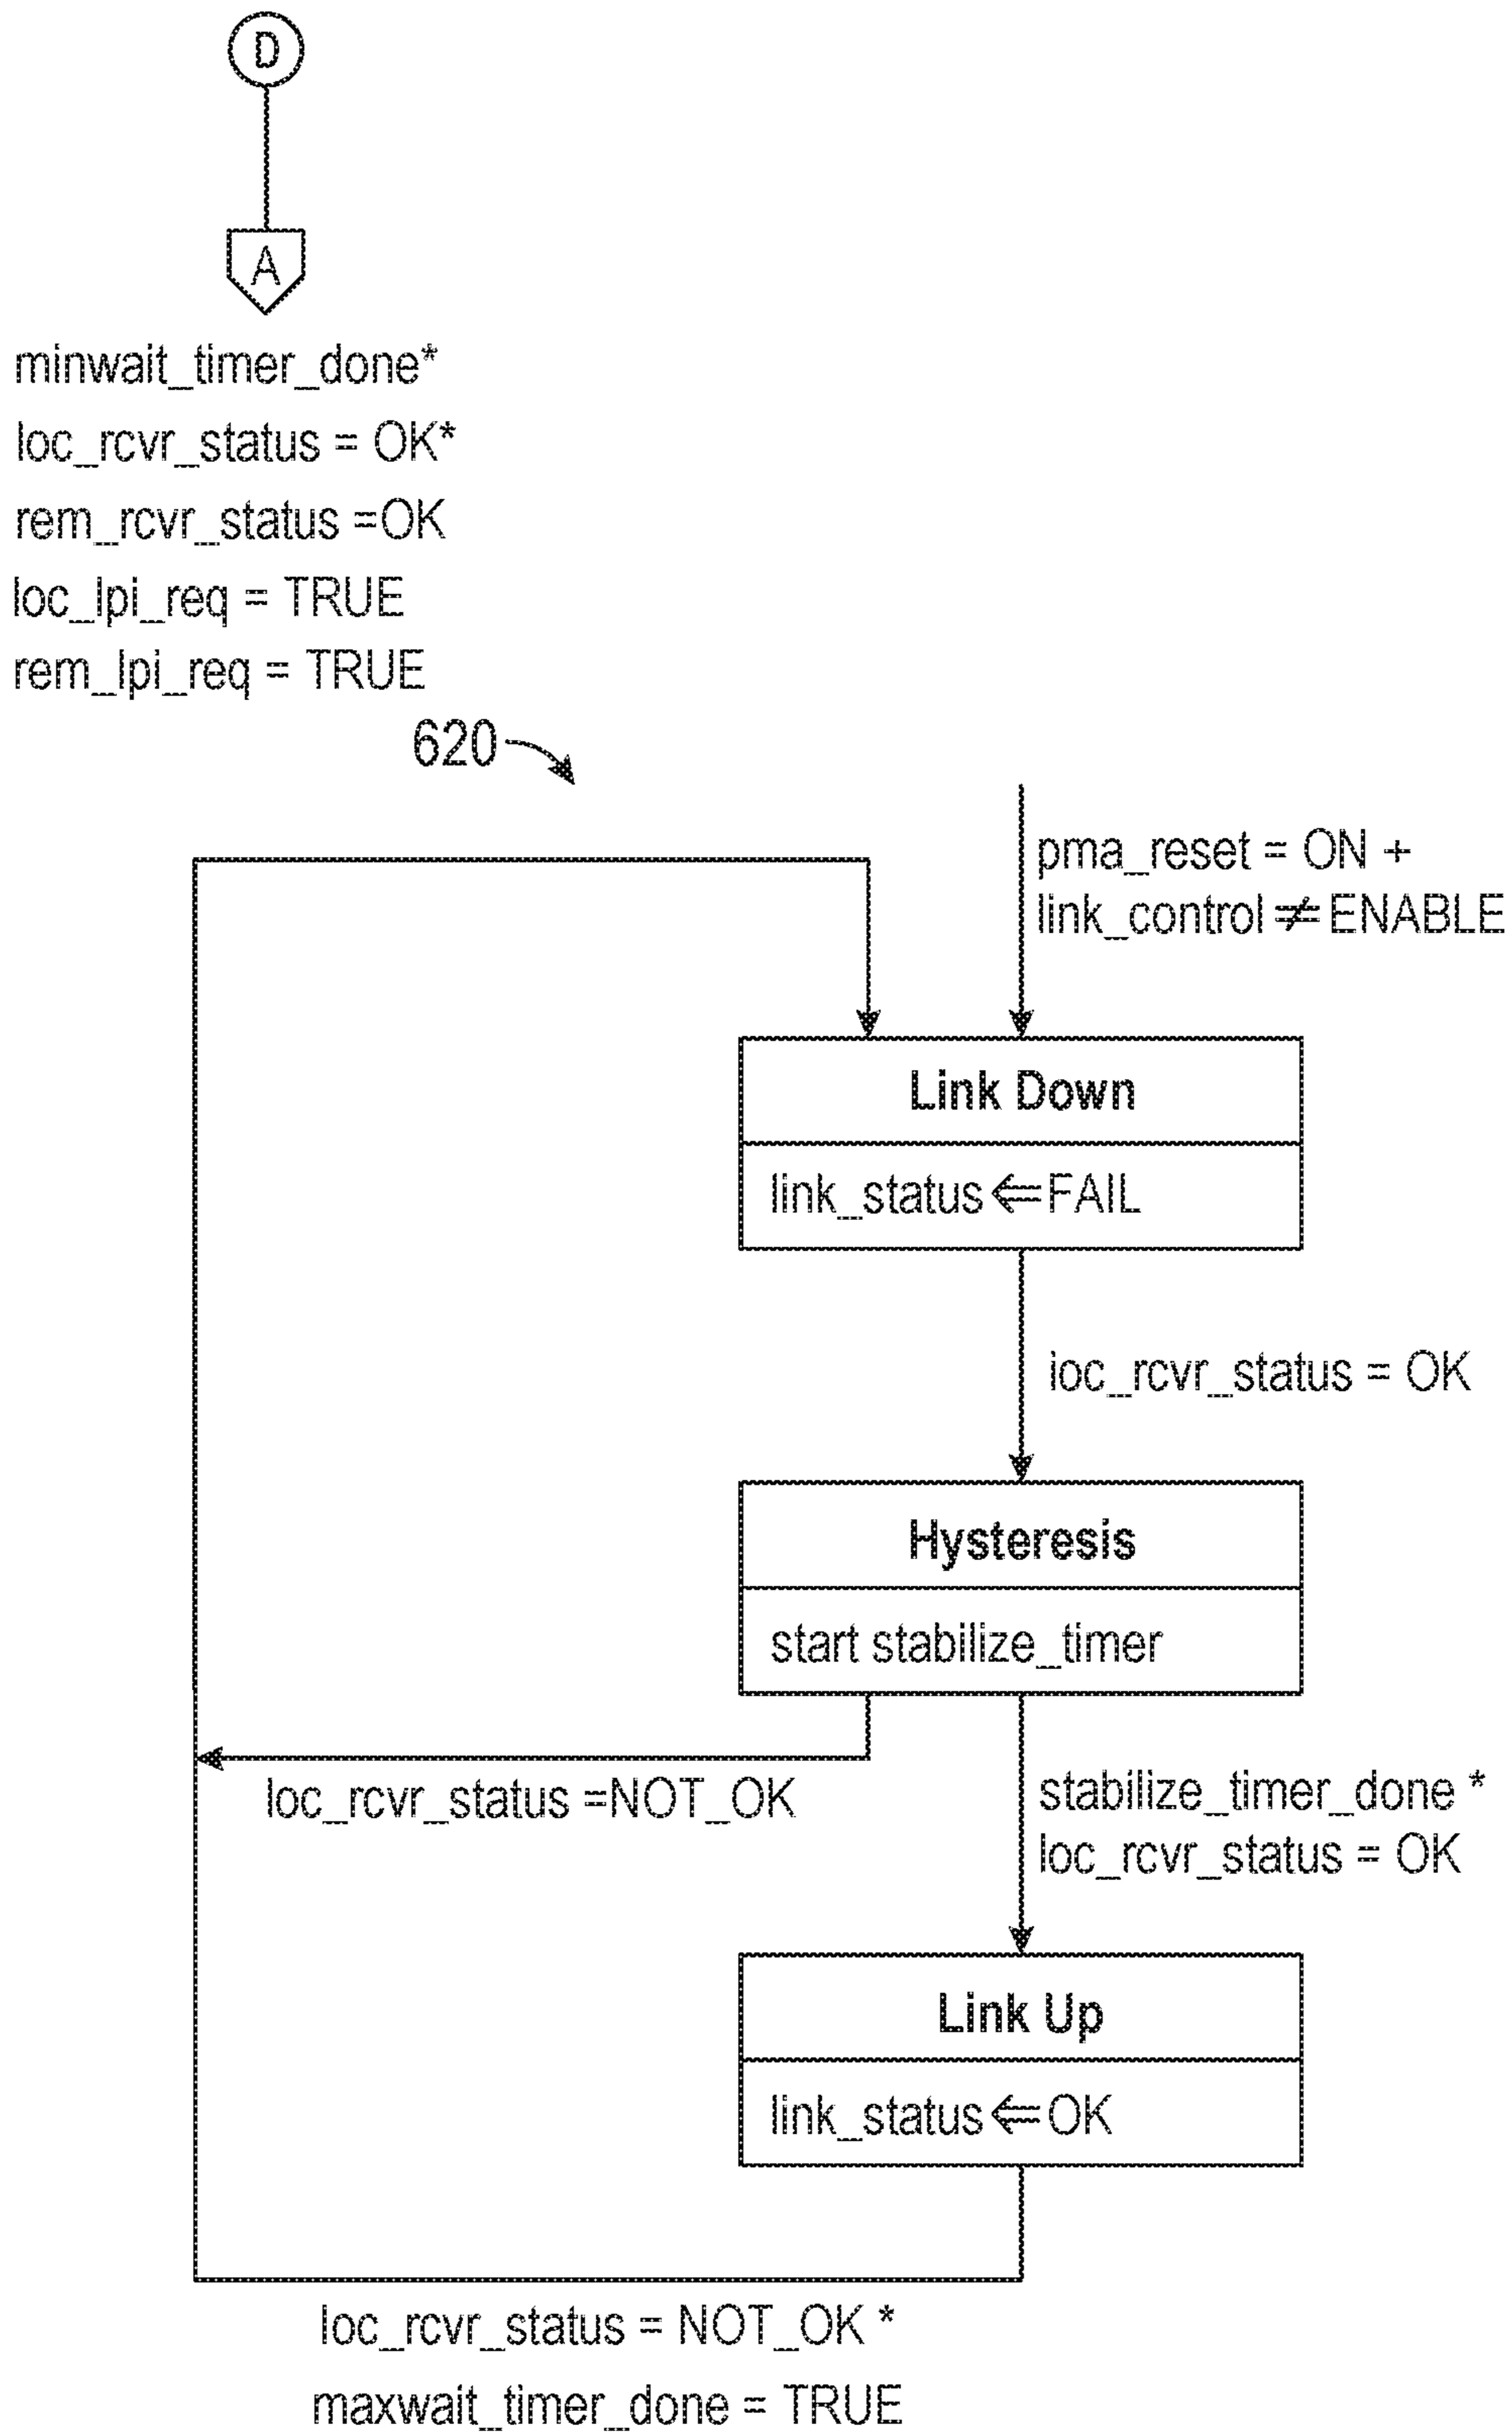 D
A
minwait_timer_done*
loc_rcvr_status = OK*
rem_rcvr_status =OK
loc_lpi_req = TRUE
rem_lpi_req = TRUE
620
pma_reset = ON +
link_control ≠ ENABLE
Link Down
link_status ⇐ FAIL
ioc_rcvr_status = OK
Hysteresis
start stabilize_timer
loc_rcvr_status =NOT_OK
stabilize_timer_done *
loc_rcvr_status = OK
Link Up
link_status ⇐ OK
loc_rcvr_status = NOT_OK *
maxwait_timer_done = TRUE